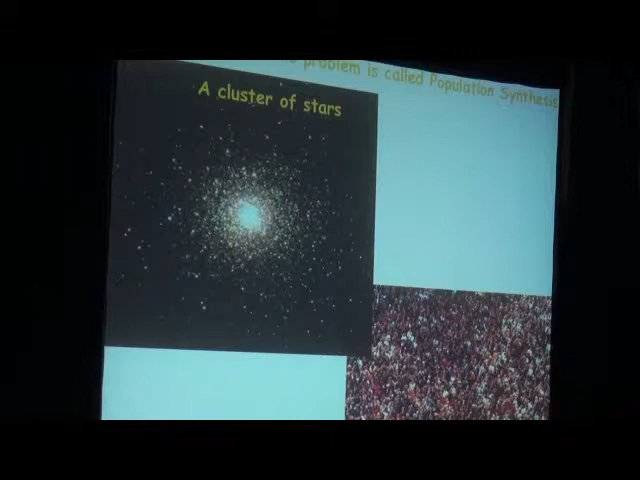 problem is called Population Synthesis
A cluster of stars